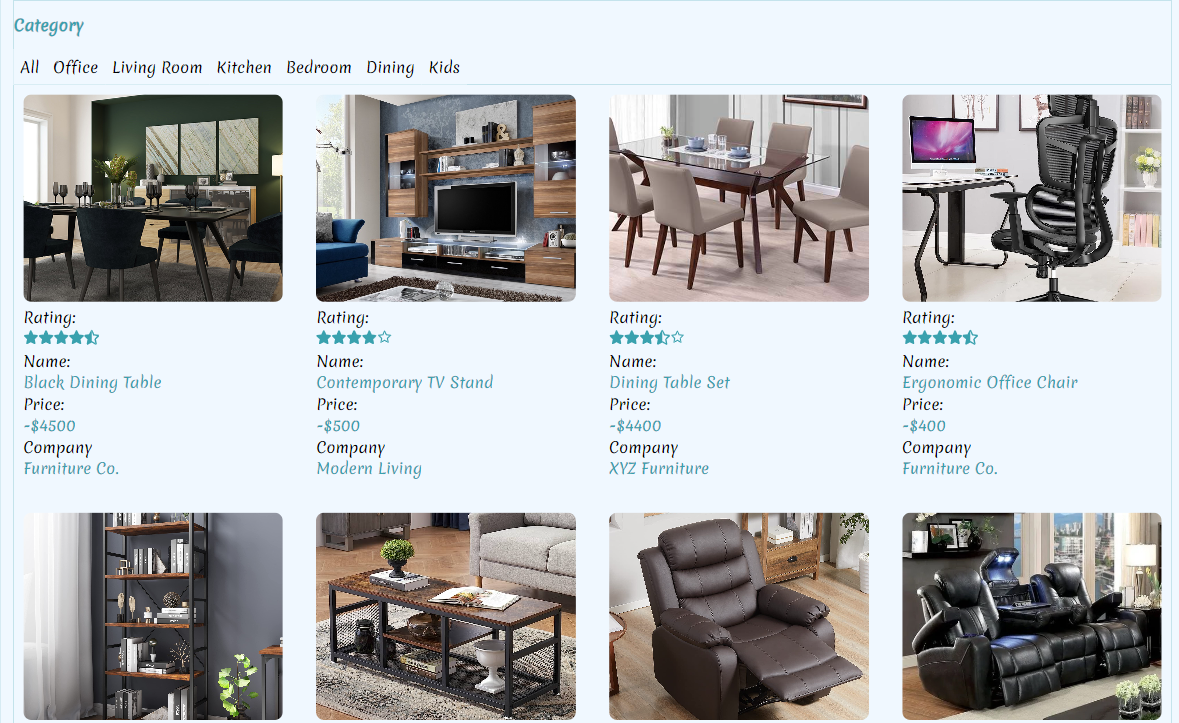 Category
All Office Living Room Kitchen Bedroom Dining Kids
Rating:
Name:
Black Dining Table
Price:
-$4500
Company
Furniture Co.
Rating:
Name:
Contemporary TV Stand
Price:
-$500
Company
Modern Living
Rating:
Name:
Dining Table Set
Price:
-$4400
Company
XYZ Furniture
Rating:
Name:
Ergonomic Office Chair
Price:
-$400
Company
Furniture Co.